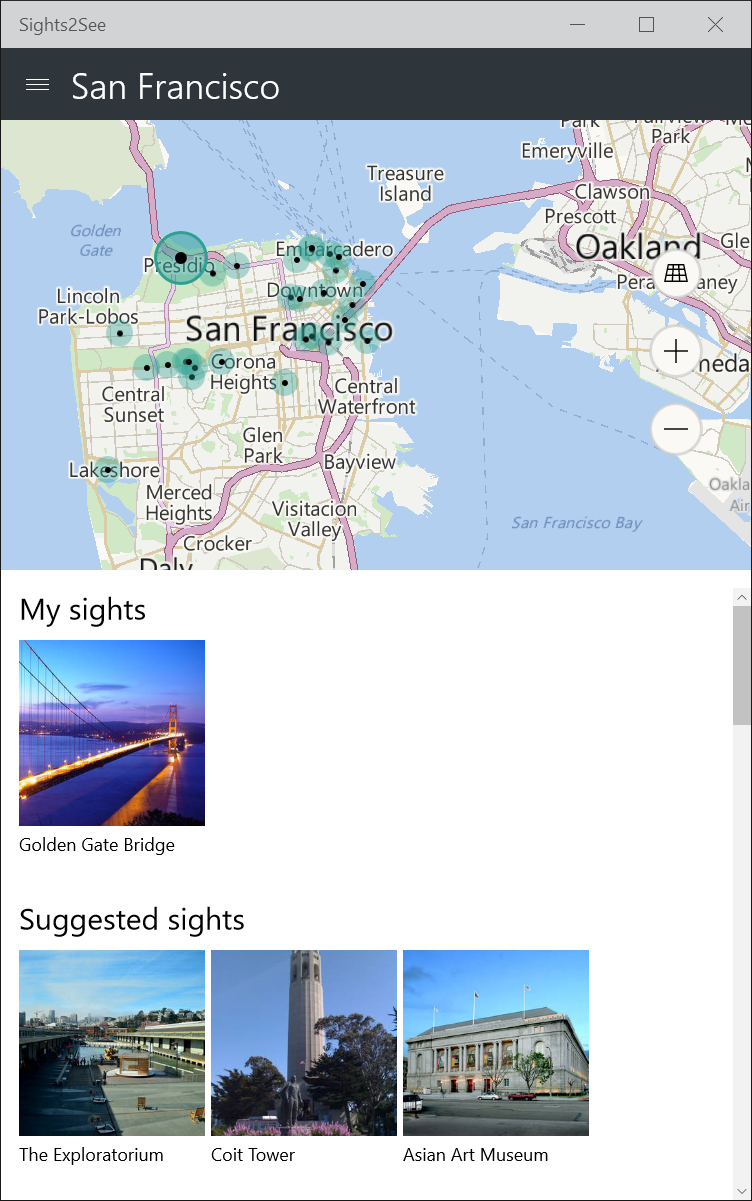 Sights2See
San Francisco
Park
Park
Emeryville
Treasure
Island
Clawson
Prescott
Golden
Gate
Embarcadero
Oakland
Presidio
Downtown
Lincoln
Park-Lobos
San Francisco
Corona
Heights
Central
Sunset
Central
Waterfront
Glen
Park
Bayview
Lakeshore
Merced
Heights
Visitacion
Valley
San Francisco Bay
Crocker
Daly
My sights
Golden Gate Bridge
Suggested sights
The Exploratorium
Coit Tower
Asian Art Museum